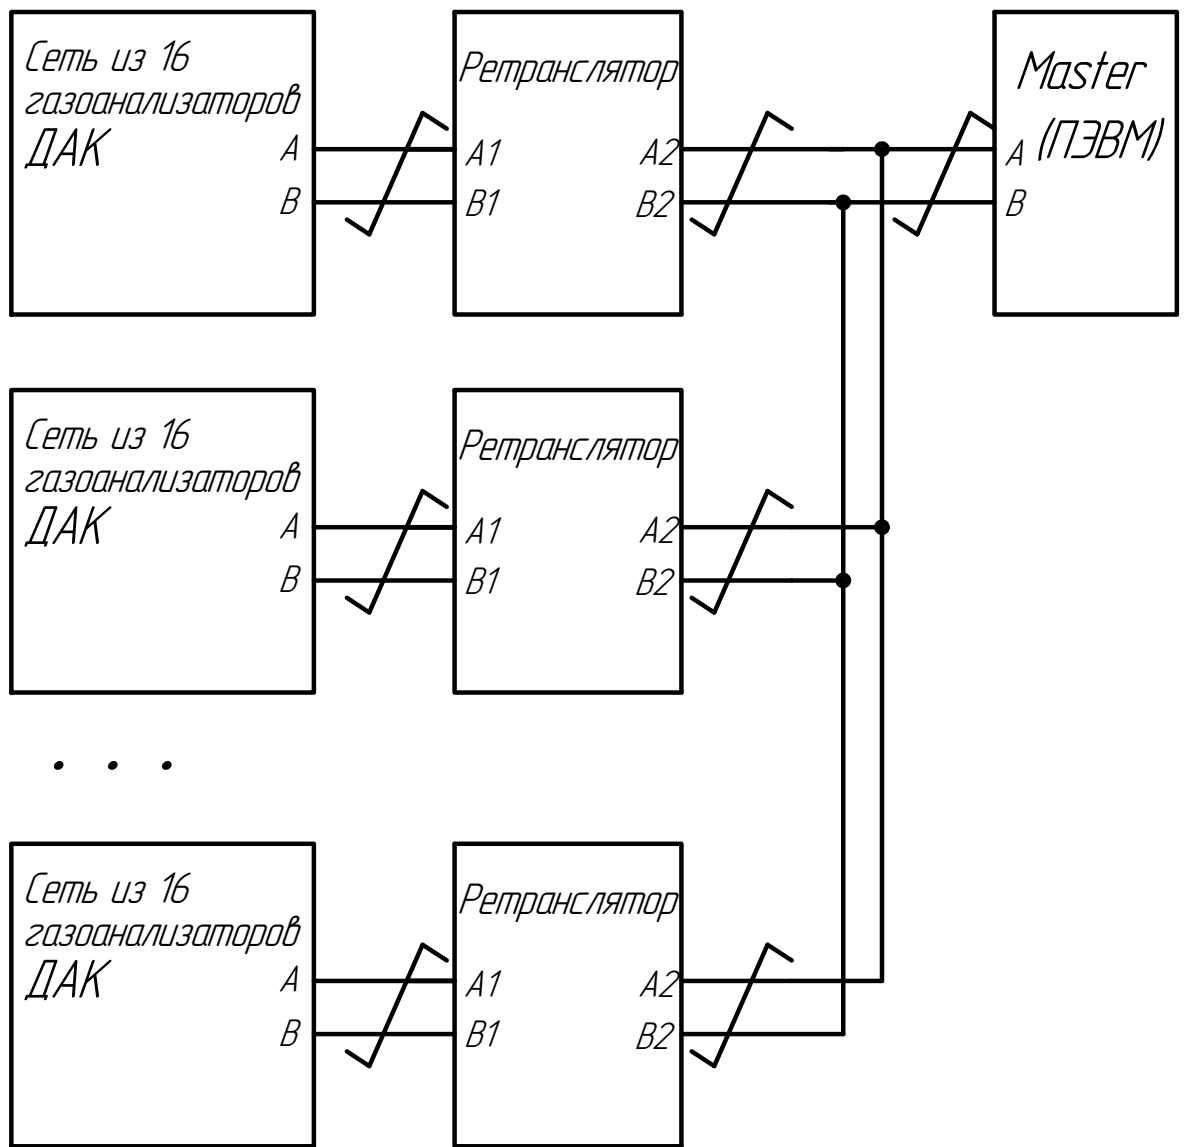 Сеть из 16
газоанализаторов
ДАК
A
B
Ретранслятор
A1
B1
A2
B2
Master
(ПЭВМ)
A
B
Сеть из 16
газоанализаторов
ДАК
A
B
Ретранслятор
A1
B1
A2
B2
. . .
Сеть из 16
газоанализаторов
ДАК
A
B
Ретранслятор
A1
B1
A2
B2